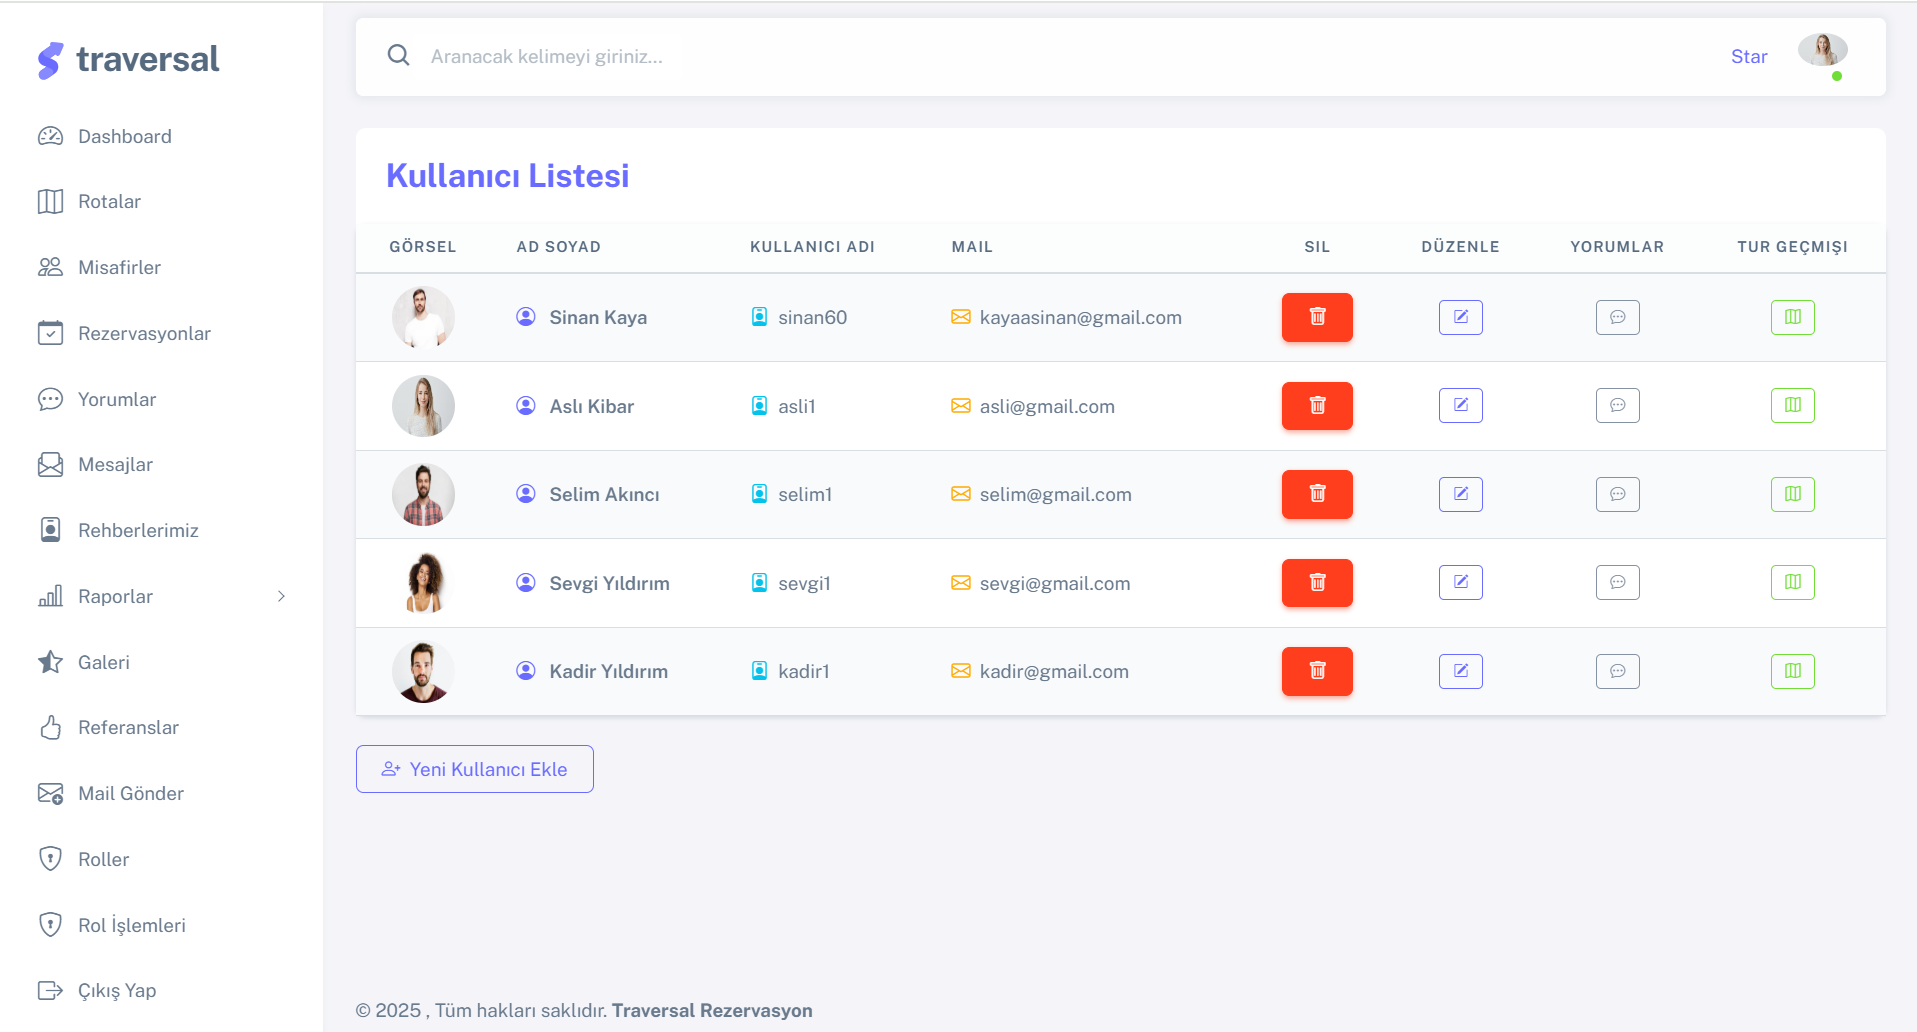 traversal
Dashboard
Rotalar
Misafirler
Rezervasyonlar
Yorumlar
Mesajlar
Rehberlerimiz
Raporlar
Galeri
Referanslar
Mail Gönder
Roller
Rol İşlemleri
Çıkış Yap
Aranacak kelimeyi giriniz... Star
Kullanıcı Listesi
GÖRSEL AD SOYAD KULLANICI ADI MAIL SIL DÜZENLE YORUMLAR TUR GEÇMIŞI
Sinan Kaya sinan60 kayaasinan@gmail.com
Aslı Kibar asli1 asli@gmail.com
Selim Akıncı selim1 selim@gmail.com
Sevgi Yıldırım sevgi1 sevgi@gmail.com
Kadir Yıldırım kadir1 kadir@gmail.com
Yeni Kullanıcı Ekle
© 2025 , Tüm hakları saklıdır. Traversal Rezervasyon